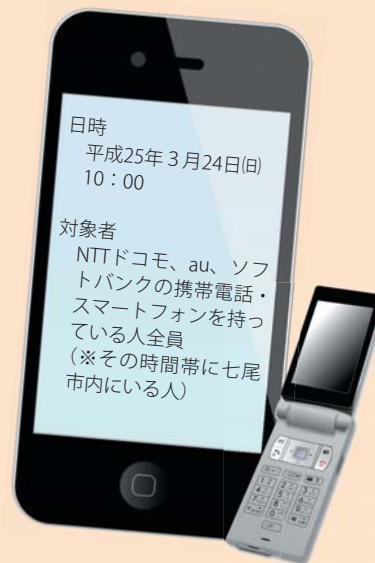 日時
平成25年3月24日㈰
10：00
対象者
NTTドコモ、au、ソフ
トバンクの携帯電話・
スマートフォンを持っ
ている人全員
（※その時間帯に七尾
市内にいる人）